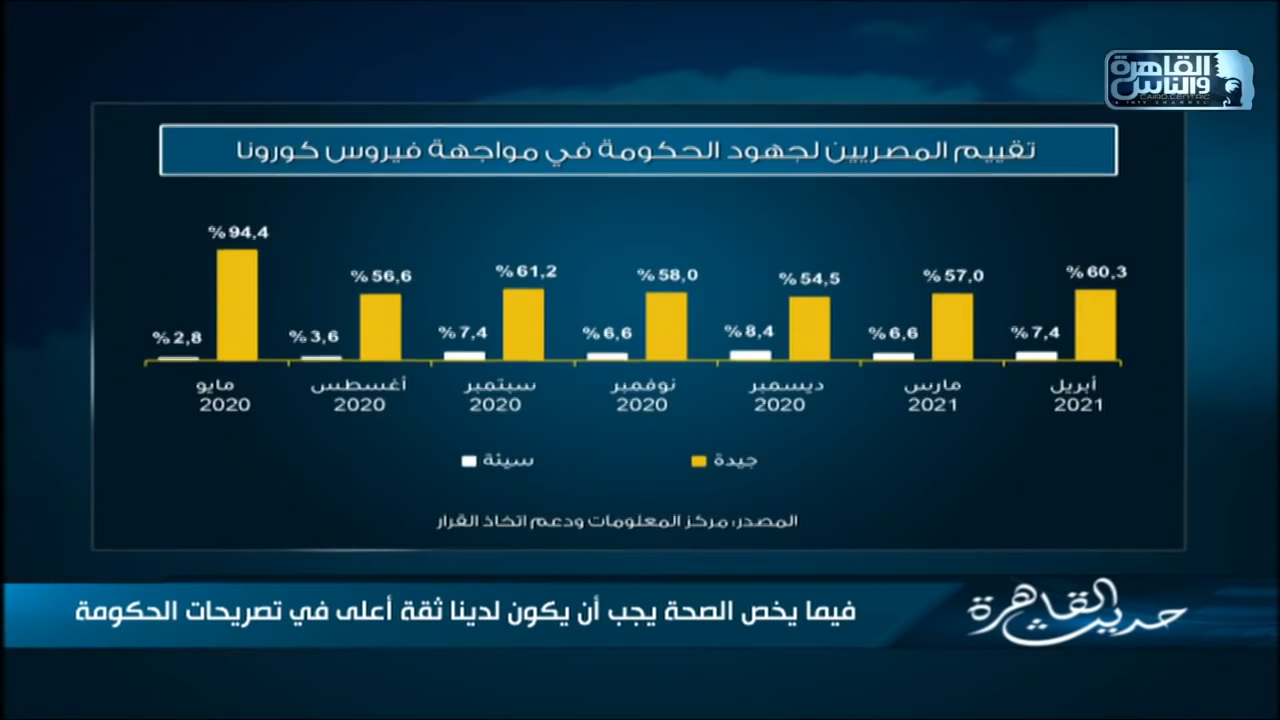 القاهرة
والناس
CAIRO.CENTRIC
تقييم المصريين لجهود الحكومة في مواجهة فيروس كورونا
% 94,4
% 2,8
% 56,6
% 3,6
% 61,2
% 7,4
% 58,0
% 6,6
% 54,5
% 8,4
% 57,0
% 6,6
% 60,3
% 7,4
مايو
2020
أغسطس
2020
سبتمبر
2020
نوفمبر
2020
ديسمبر
2020
مارس
2021
أبريل
2021
جيدة
سيئة
المصدر: مركز المعلومات ودعم اتخاذ القرار
حديث القاهرة
فيما يخص الصحة يجب أن يكون لدينا ثقة أعلى في تصريحات الحكومة